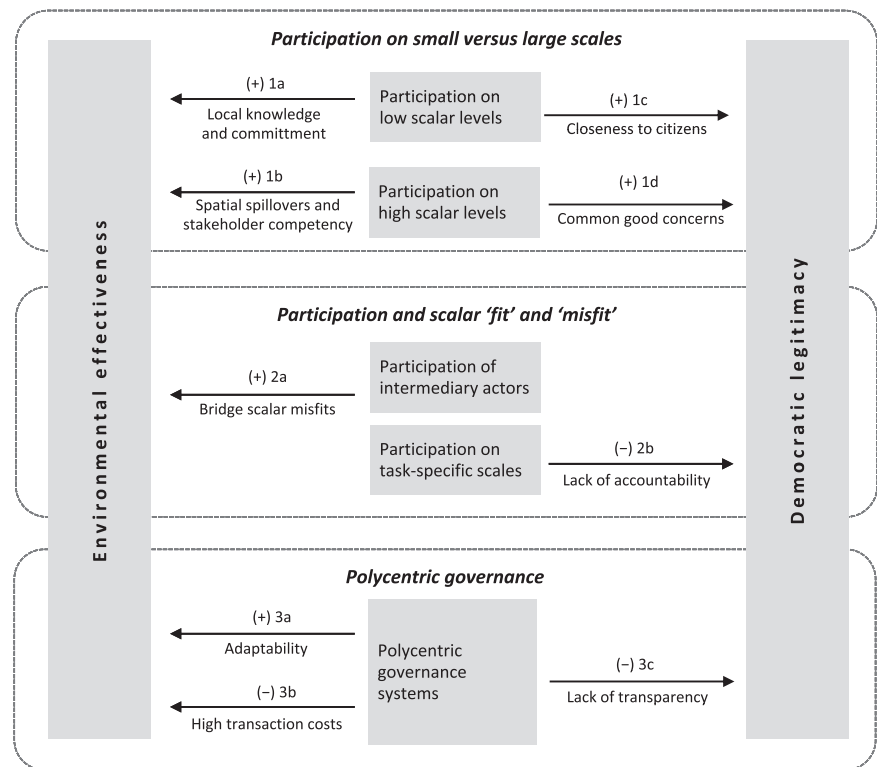 Participation on small versus large scales
(+) 1a
Local knowledge
and committment
Participation on
low scalar levels
(+) 1c
Closeness to citizens
(+) 1b
Spatial spillovers and
stakeholder competency
Participation on
high scalar levels
(+) 1d
Common good concerns
Environmental effectiveness
Democratic legitimacy
Participation and scalar ‘fit’ and ‘misfit’
(+) 2a
Bridge scalar misfits
Participation of
intermediary actors
Participation on
task-specific scales
(−) 2b
Lack of accountability
Polycentric governance
(+) 3a
Adaptability
(−) 3b
High transaction costs
Polycentric
governance
systems
(−) 3c
Lack of transparency